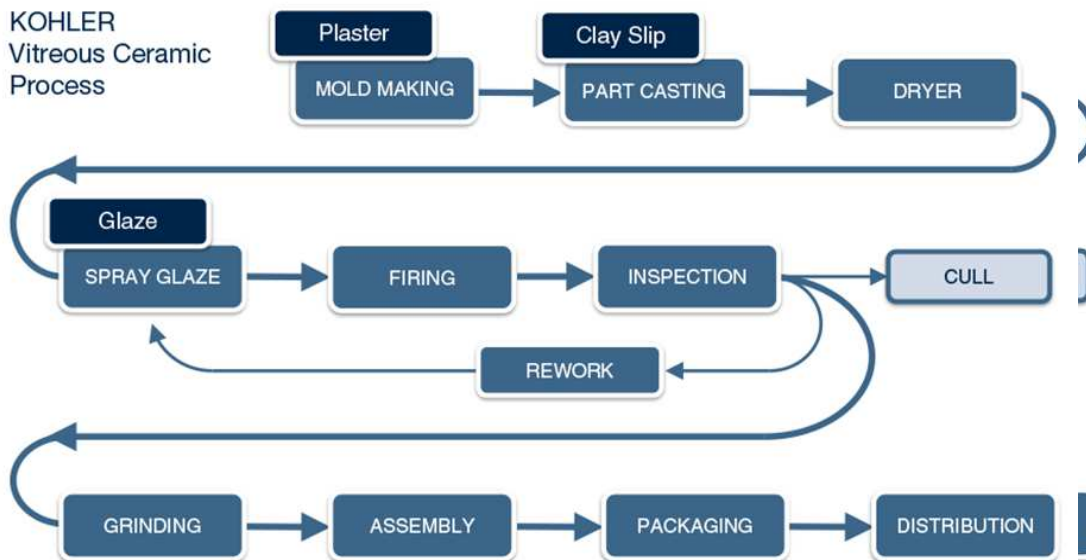 KOHLER
Vitreous Ceramic
Process
Plaster
MOLD MAKING
Clay Slip
PART CASTING
DRYER
Glaze
SPRAY GLAZE
FIRING
INSPECTION
CULL
REWORK
GRINDING
ASSEMBLY
PACKAGING
DISTRIBUTION